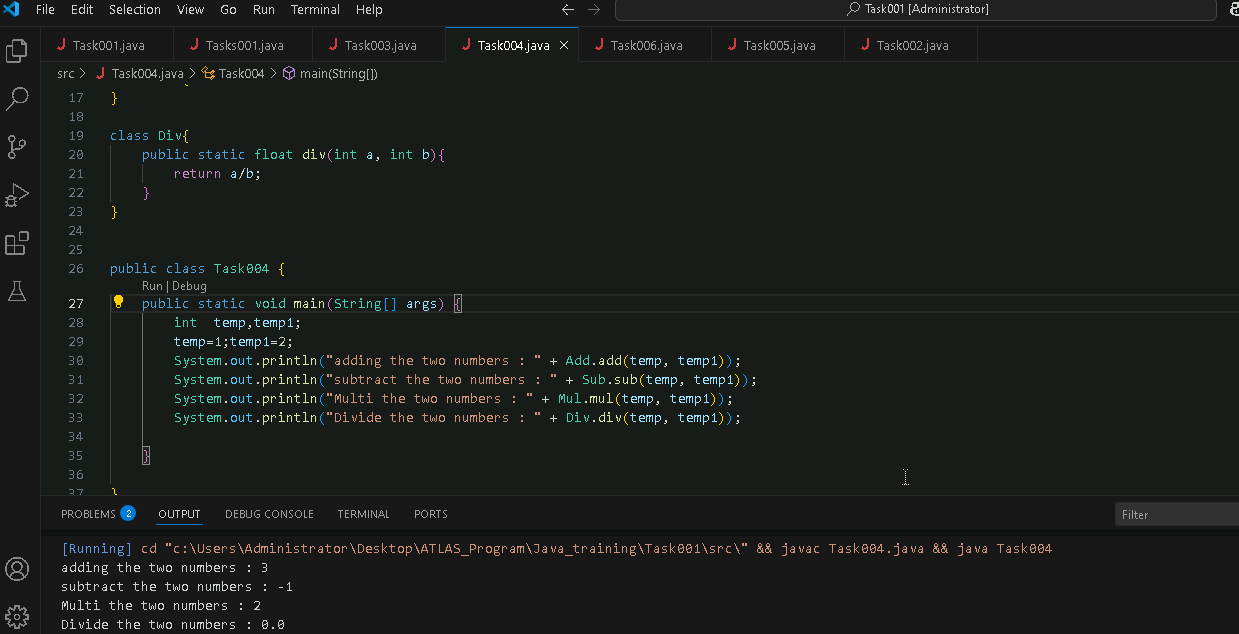 File Edit Selection View Go Run Terminal Help
Task001 [Administrator]
Task001.java Tasks001.java Task003.java Task004.java Task006.java Task005.java Task002.java
src > Task004.java > Task004 > main(String[])
17 }
18
19 class Div{
20 public static float div(int a, int b){
21 return a/b;
22 }
23 }
24
25
26 public class Task004 {
Run | Debug
27 public static void main(String[] args) {
28 int  temp,temp1;
29 temp=1;temp1=2;
30 System.out.println("adding the two numbers : " + Add.add(temp, temp1));
31 System.out.println("subtract the two numbers : " + Sub.sub(temp, temp1));
32 System.out.println("Multi the two numbers : " + Mul.mul(temp, temp1));
33 System.out.println("Divide the two numbers : " + Div.div(temp, temp1));
34
35 }
36
37 }
PROBLEMS 2 OUTPUT DEBUG CONSOLE TERMINAL PORTS
Filter
[Running] cd "c:\Users\Administrator\Desktop\ATLAS_Program\Java_training\Task001\src\" && javac Task004.java && java Task004
adding the two numbers : 3
subtract the two numbers : -1
Multi the two numbers : 2
Divide the two numbers : 0.0